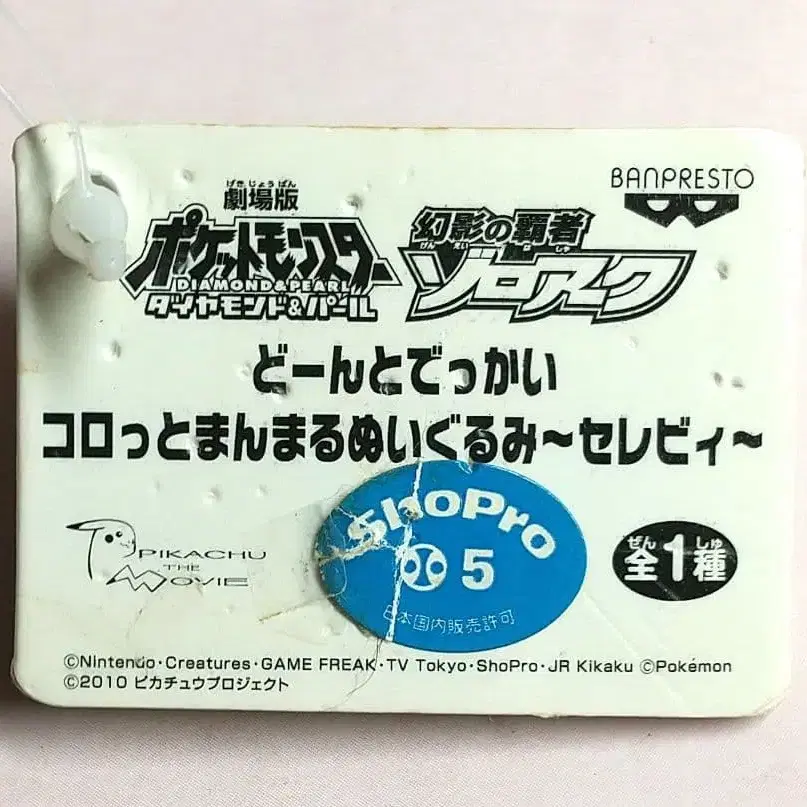 げきじょうばん
劇場版
ポケットモンスター
DIAMOND&PEARL
ダイヤモンド&パール
幻影の覇者
げんえい はしゃ
ゾロアーク
BANPRESTO
どーんとでっかい
コロっとまんまるぬいぐるみ~セレビィ~
PIKACHU
THE
MOVIE
ShoPro
5
日本国内販売許可
ぜん しゅ
全1種
©Nintendo・Creatures・GAME FREAK・TV Tokyo・ShoPro・JR Kikaku ©Pokémon
©2010 ピカチュウプロジェクト